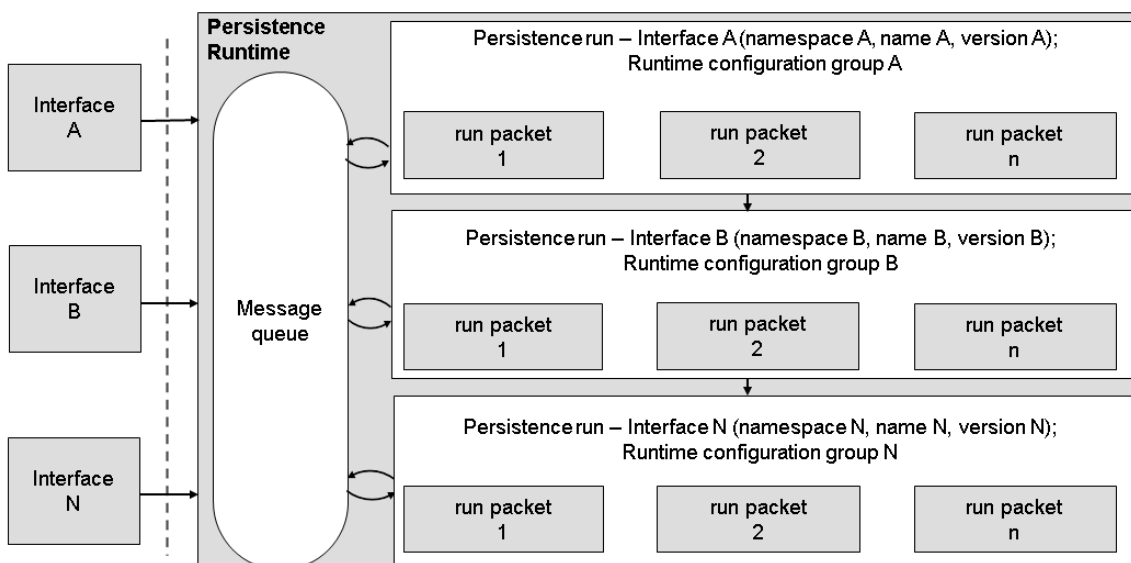 Persistence
Runtime
Interface
A
Interface
B
Interface
N
Message
queue
Persistence run – Interface A (namespace A, name A, version A);
Runtime configuration group A
run packet
1
run packet
2
run packet
n
Persistence run – Interface B (namespace B, name B, version B);
Runtime configuration group B
run packet
1
run packet
2
run packet
n
Persistence run – Interface N (namespace N, name N, version N);
Runtime configuration group N
run packet
1
run packet
2
run packet
n